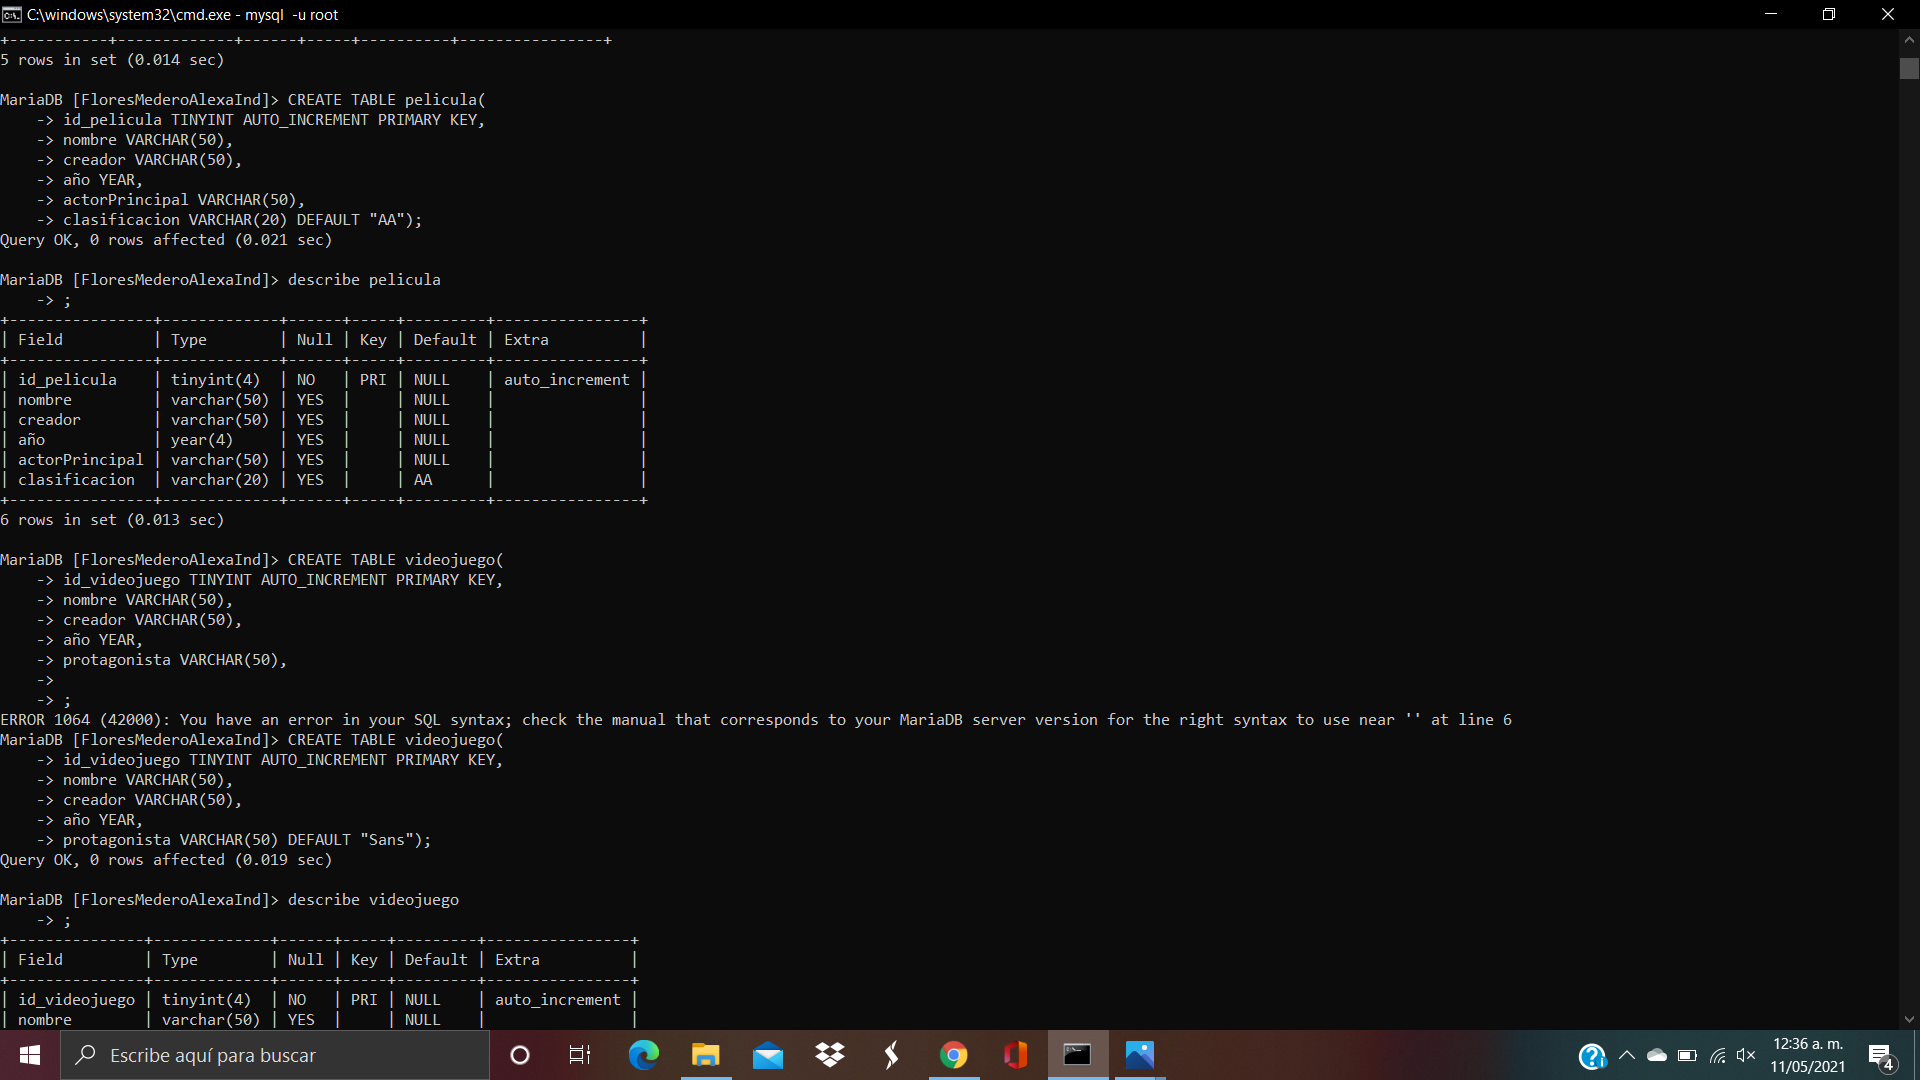 C:\windows\system32\cmd.exe - mysql  -u root
+-----------+-------------+------+-----+----------+----------------+
5 rows in set (0.014 sec)

MariaDB [FloresMederoAlexaInd]> CREATE TABLE pelicula(
    -> id_pelicula TINYINT AUTO_INCREMENT PRIMARY KEY,
    -> nombre VARCHAR(50),
    -> creador VARCHAR(50),
    -> año YEAR,
    -> actorPrincipal VARCHAR(50),
    -> clasificacion VARCHAR(20) DEFAULT "AA");
Query OK, 0 rows affected (0.021 sec)

MariaDB [FloresMederoAlexaInd]> describe pelicula
    -> ;
+----------------+-------------+------+-----+---------+----------------+
| Field          | Type        | Null | Key | Default | Extra          |
+----------------+-------------+------+-----+---------+----------------+
| id_pelicula    | tinyint(4)  | NO   | PRI | NULL    | auto_increment |
| nombre         | varchar(50) | YES  |     | NULL    |                |
| creador        | varchar(50) | YES  |     | NULL    |                |
| año            | year(4)     | YES  |     | NULL    |                |
| actorPrincipal | varchar(50) | YES  |     | NULL    |                |
| clasificacion  | varchar(20) | YES  |     | AA      |                |
+----------------+-------------+------+-----+---------+----------------+
6 rows in set (0.013 sec)

MariaDB [FloresMederoAlexaInd]> CREATE TABLE videojuego(
    -> id_videojuego TINYINT AUTO_INCREMENT PRIMARY KEY,
    -> nombre VARCHAR(50),
    -> creador VARCHAR(50),
    -> año YEAR,
    -> protagonista VARCHAR(50),
    ->
    -> ;
ERROR 1064 (42000): You have an error in your SQL syntax; check the manual that corresponds to your MariaDB server version for the right syntax to use near '' at line 6
MariaDB [FloresMederoAlexaInd]> CREATE TABLE videojuego(
    -> id_videojuego TINYINT AUTO_INCREMENT PRIMARY KEY,
    -> nombre VARCHAR(50),
    -> creador VARCHAR(50),
    -> año YEAR,
    -> protagonista VARCHAR(50) DEFAULT "Sans");
Query OK, 0 rows affected (0.019 sec)

MariaDB [FloresMederoAlexaInd]> describe videojuego
    -> ;
+---------------+-------------+------+-----+---------+----------------+
| Field         | Type        | Null | Key | Default | Extra          |
+---------------+-------------+------+-----+---------+----------------+
| id_videojuego | tinyint(4)  | NO   | PRI | NULL    | auto_increment |
| nombre        | varchar(50) | YES  |     | NULL    |                |
Escribe aquí para buscar
12:36 a. m.
11/05/2021
4